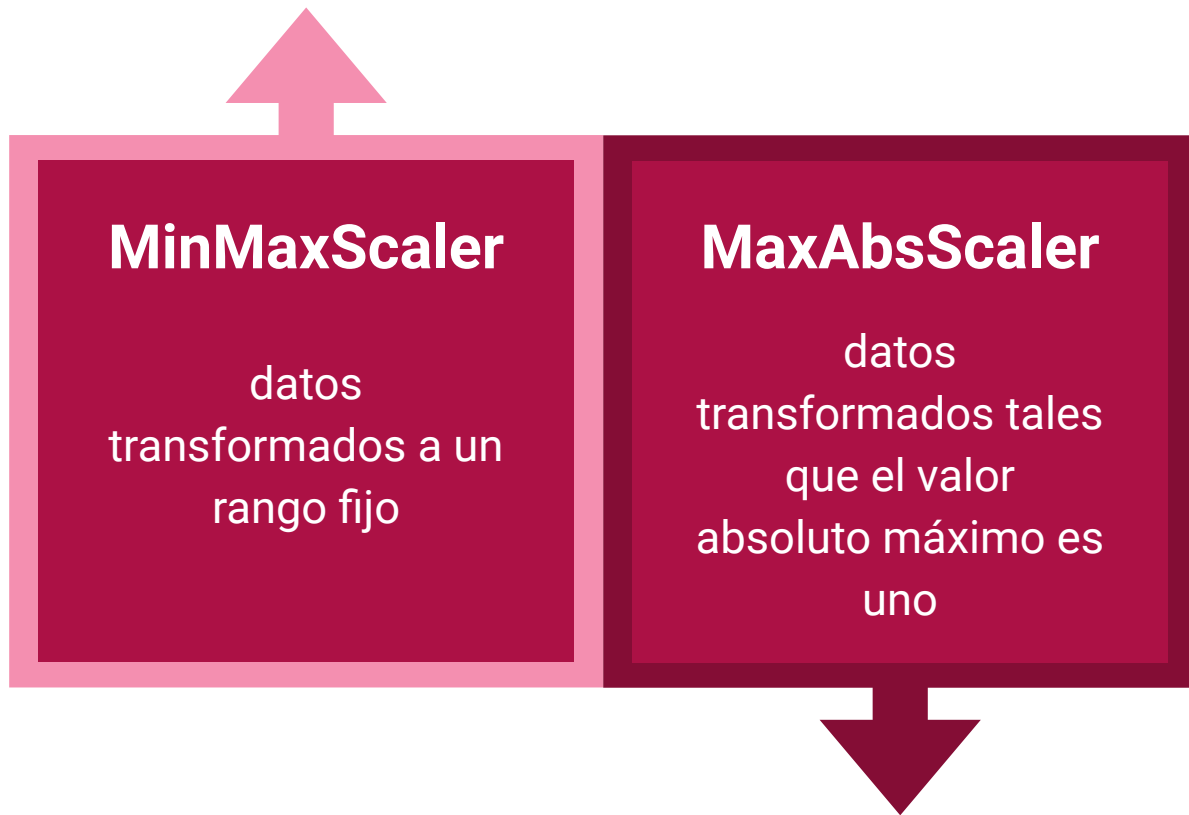 MinMaxScaler
datos
transformados a un
rango fijo
MaxAbsScaler
datos
transformados tales
que el valor
absoluto máximo es
uno